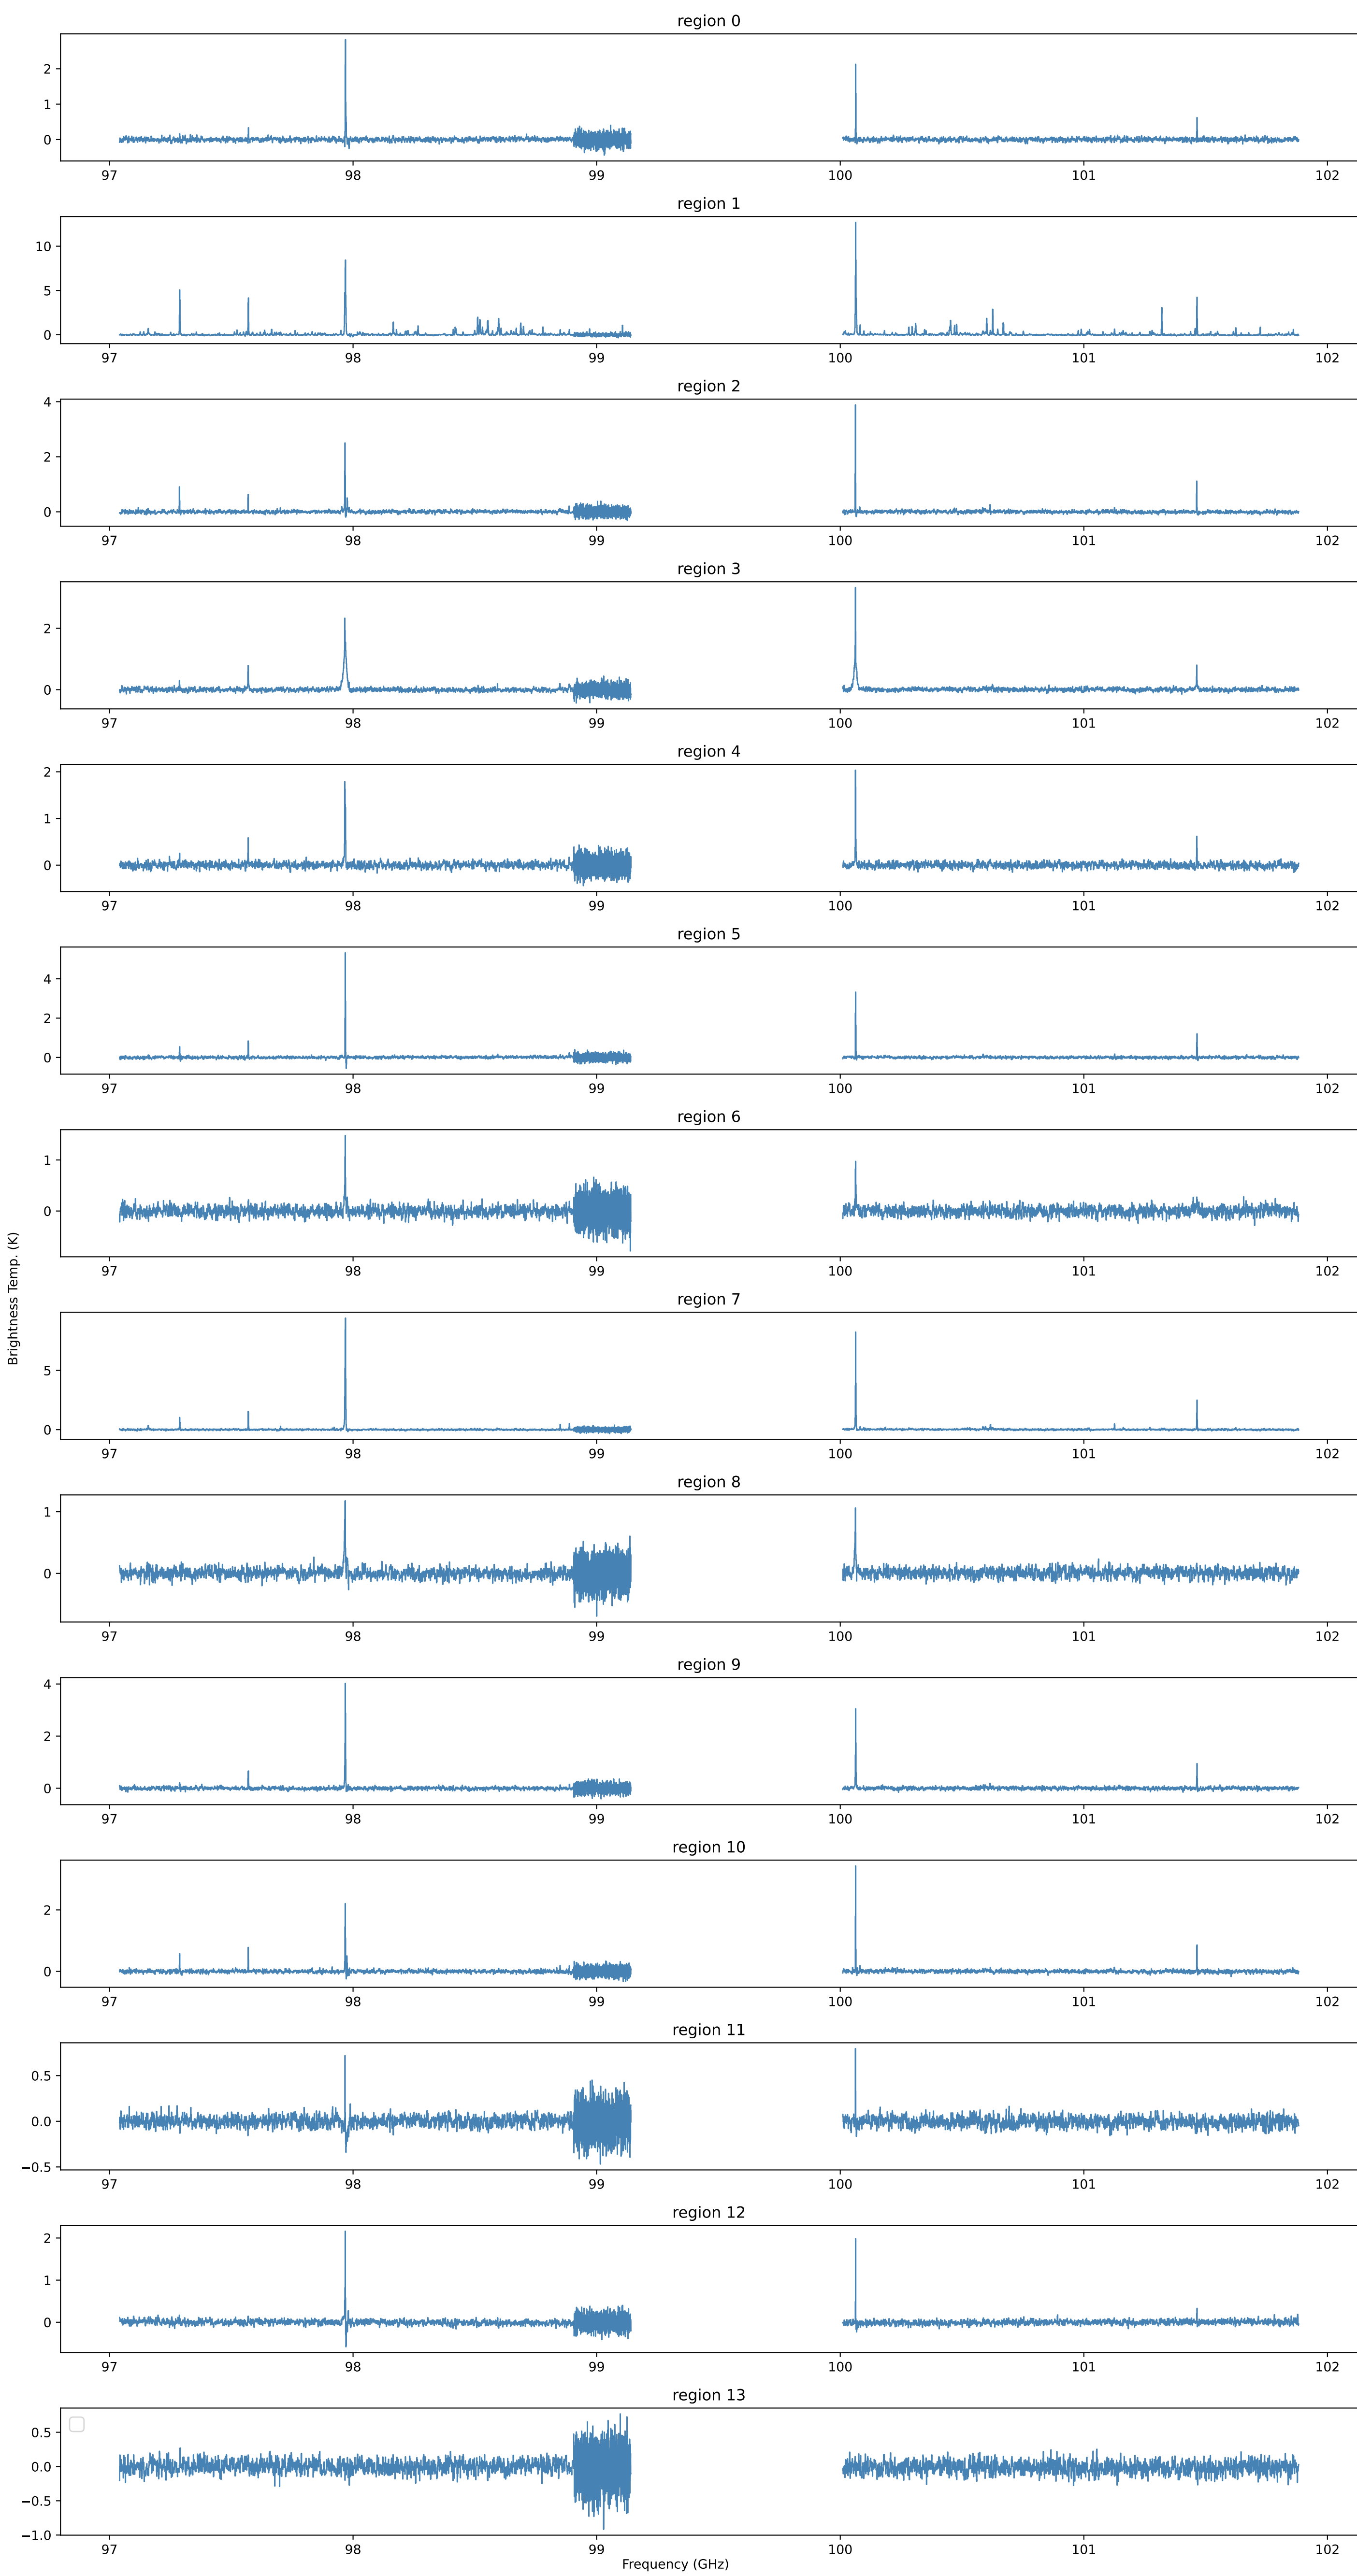 region 0
2
1
0
97 98 99 100 101 102
region 1
10
5
0
97 98 99 100 101 102
region 2
4
2
0
97 98 99 100 101 102
region 3
2
0
97 98 99 100 101 102
region 4
2
1
0
97 98 99 100 101 102
region 5
4
2
0
97 98 99 100 101 102
region 6
1
0
97 98 99 100 101 102
Brightness Temp. (K)
region 7
5
0
97 98 99 100 101 102
region 8
1
0
97 98 99 100 101 102
region 9
4
2
0
97 98 99 100 101 102
region 10
2
0
97 98 99 100 101 102
region 11
0.5
0.0
−0.5
97 98 99 100 101 102
region 12
2
1
0
97 98 99 100 101 102
region 13
0.5
0.0
−0.5
−1.0
97 98 99 100 101 102
Frequency (GHz)